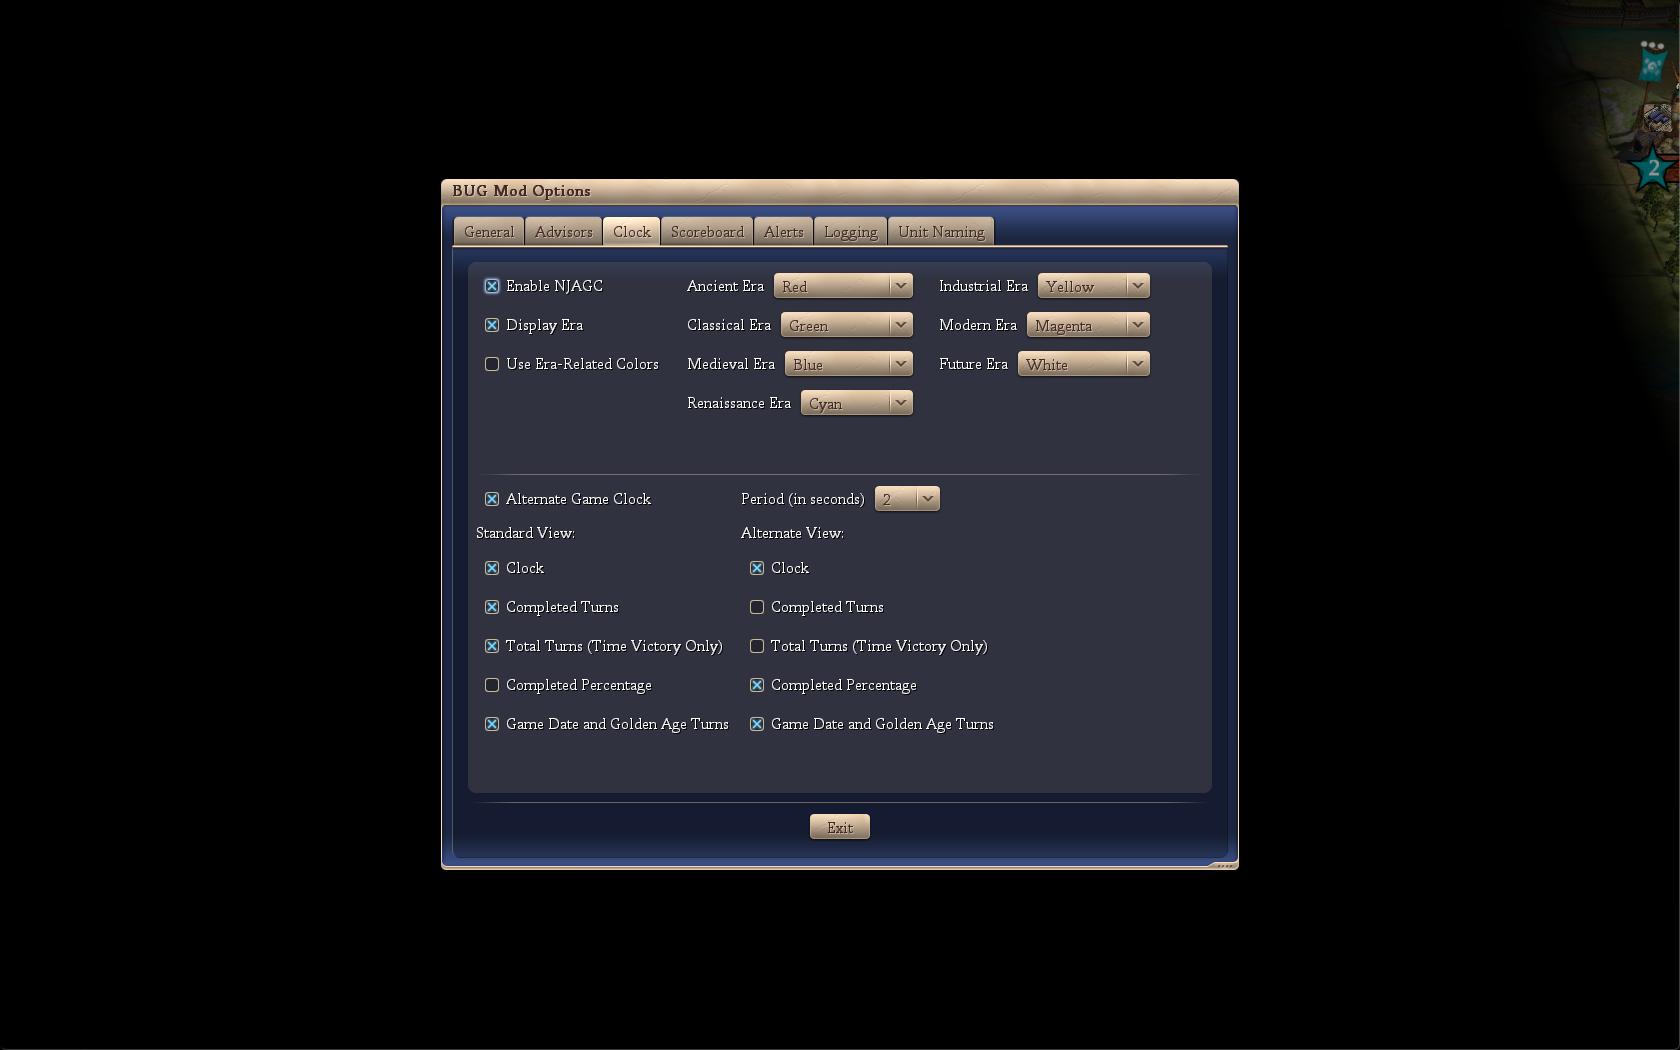 BUG Mod Options
General Advisors Clock Scoreboard Alerts Logging Unit Naming
Enable NJAGC Ancient Era Red Industrial Era Yellow
Display Era Classical Era Green Modern Era Magenta
Use Era-Related Colors Medieval Era Blue Future Era White
Renaissance Era Cyan
Alternate Game Clock Period (in seconds) 2
Standard View: Alternate View:
Clock Clock
Completed Turns Completed Turns
Total Turns (Time Victory Only) Total Turns (Time Victory Only)
Completed Percentage Completed Percentage
Game Date and Golden Age Turns Game Date and Golden Age Turns
Exit
2